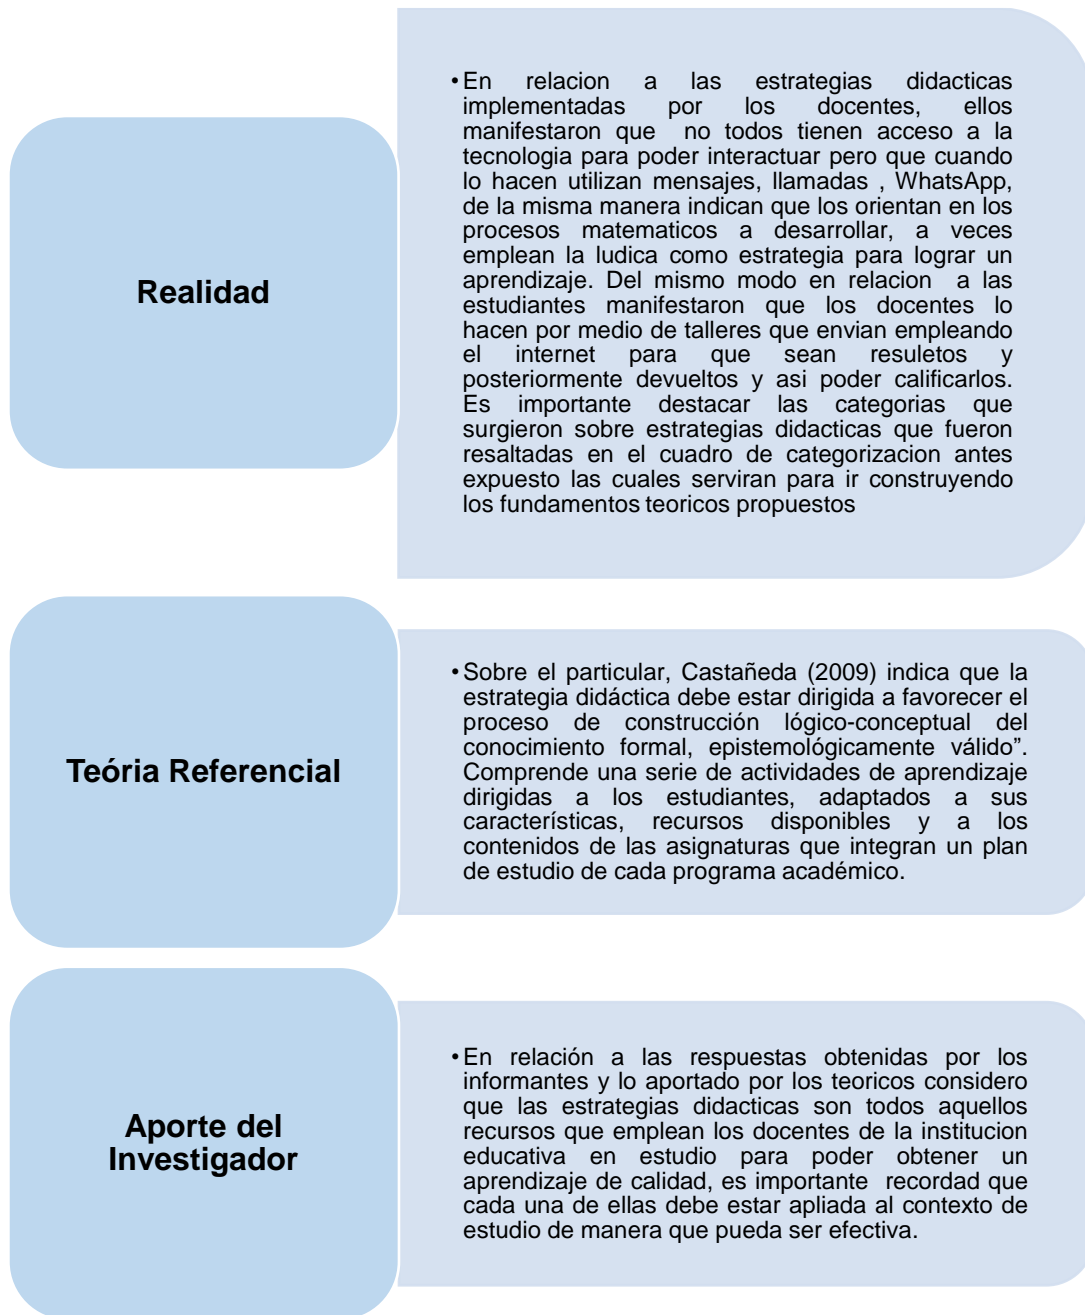 Realidad
•En relacion a las estrategias didacticas
implementadas por los docentes, ellos
manifestaron que no todos tienen acceso a la
tecnologia para poder interactuar pero que cuando
lo hacen utilizan mensajes, llamadas , WhatsApp,
de la misma manera indican que los orientan en los
procesos matematicos a desarrollar, a veces
emplean la ludica como estrategia para lograr un
aprendizaje. Del mismo modo en relacion a las
estudiantes manifestaron que los docentes lo
hacen por medio de talleres que envian empleando
el internet para que sean resuletos y
posteriormente devueltos y asi poder calificarlos.
Es importante destacar las categorias que
surgieron sobre estrategias didacticas que fueron
resaltadas en el cuadro de categorizacion antes
expuesto las cuales serviran para ir construyendo
los fundamentos teoricos propuestos
Teória Referencial
•Sobre el particular, Castañeda (2009) indica que la
estrategia didáctica debe estar dirigida a favorecer el
proceso de construcción lógico-conceptual del
conocimiento formal, epistemológicamente válido”.
Comprende una serie de actividades de aprendizaje
dirigidas a los estudiantes, adaptados a sus
características, recursos disponibles y a los
contenidos de las asignaturas que integran un plan
de estudio de cada programa académico.
Aporte del
Investigador
•En relación a las respuestas obtenidas por los
informantes y lo aportado por los teoricos considero
que las estrategias didacticas son todos aquellos
recursos que emplean los docentes de la institucion
educativa en estudio para poder obtener un
aprendizaje de calidad, es importante recordad que
cada una de ellas debe estar apliada al contexto de
estudio de manera que pueda ser efectiva.